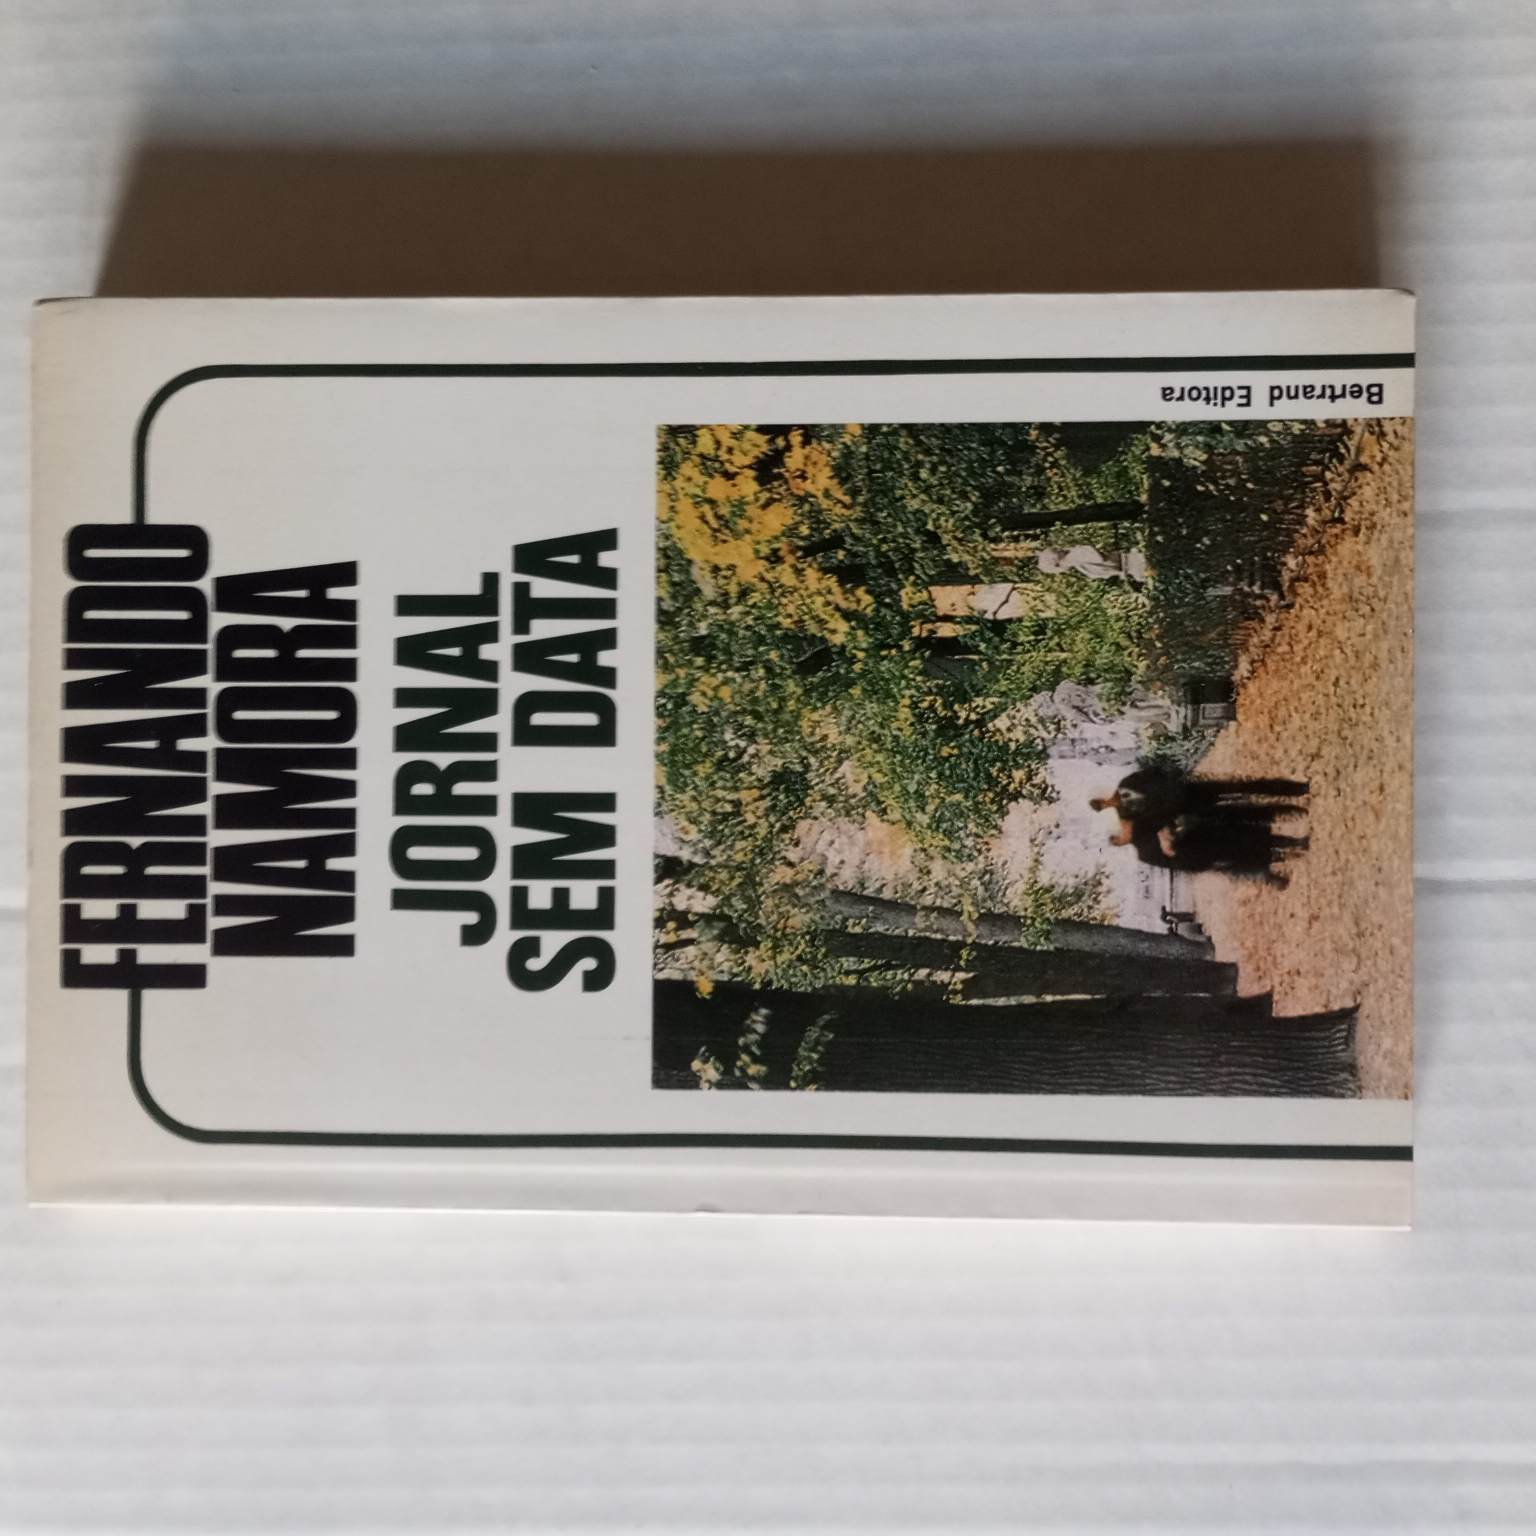 FERNANDO
NAMORA
JORNAL
SEM DATA
Bertrand Editora